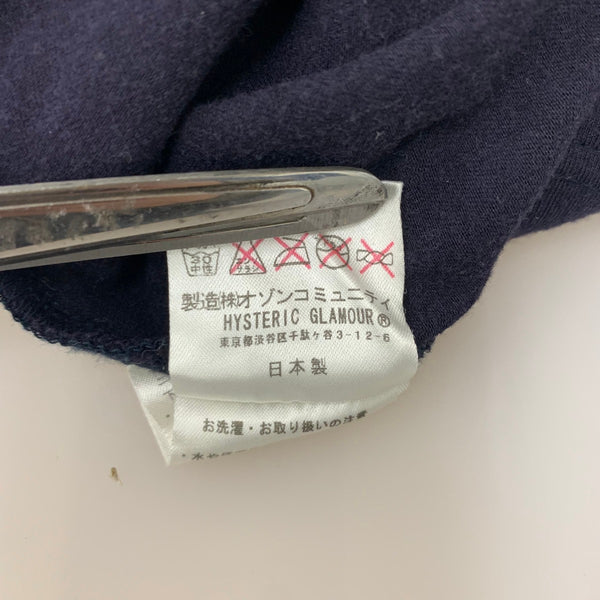 30
中性
製造(株)オゾンコミュニティ
HYSTERIC GLAMOUR®
東京都渋谷区千駄ヶ谷3-12-6
日本製
お洗濯・お取り扱いの注意